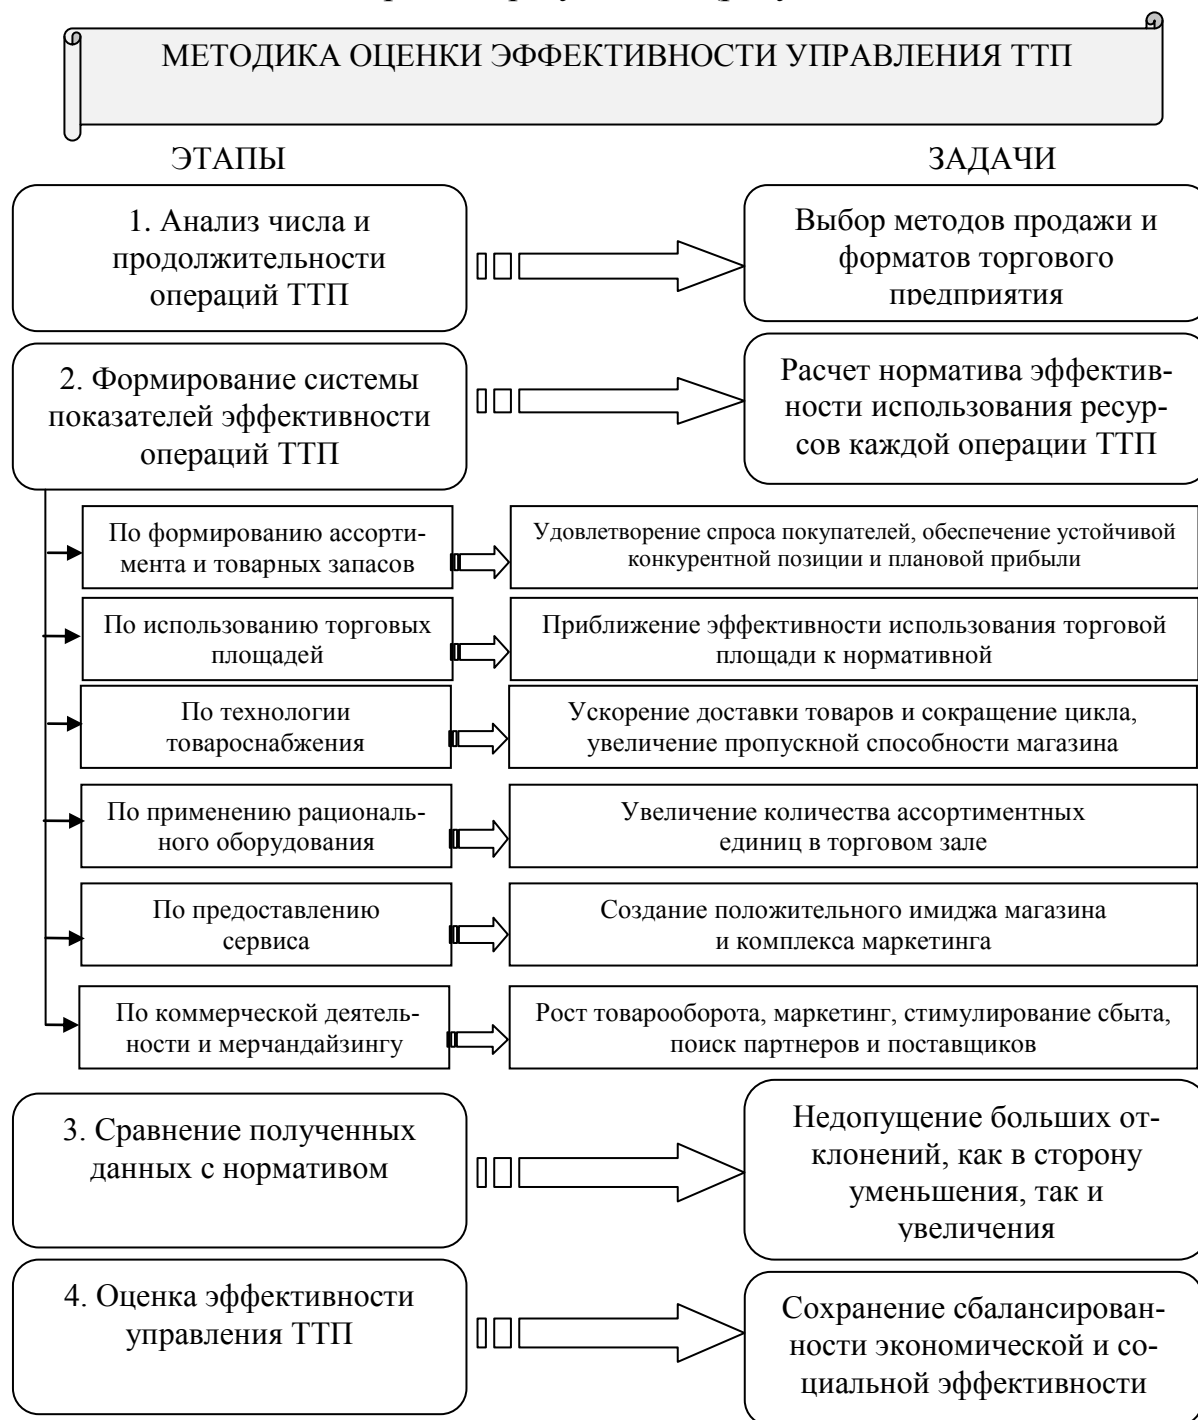 МЕТОДИКА ОЦЕНКИ ЭФФЕКТИВНОСТИ УПРАВЛЕНИЯ ТТП
ЭТАПЫ
ЗАДАЧИ
1. Анализ числа и
продолжительности
операций ТТП
Выбор методов продажи и
форматов торгового
предприятия
2. Формирование системы
показателей эффективности
операций ТТП
Расчет норматива эффектив-
ности использования ресур-
сов каждой операции ТТП
По формированию ассорти-
мента и товарных запасов
Удовлетворение спроса покупателей, обеспечение устойчивой
конкурентной позиции и плановой прибыли
По использованию торговых
площадей
Приближение эффективности использования торговой
площади к нормативной
По технологии
товароснабжения
Ускорение доставки товаров и сокращение цикла,
увеличение пропускной способности магазина
По применению рациональ-
ного оборудования
Увеличение количества ассортиментных
единиц в торговом зале
По предоставлению
сервиса
Создание положительного имиджа магазина
и комплекса маркетинга
По коммерческой деятель-
ности и мерчандайзингу
Рост товарооборота, маркетинг, стимулирование сбыта,
поиск партнеров и поставщиков
3. Сравнение полученных
данных с нормативом
Недопущение больших от-
клонений, как в сторону
уменьшения, так и
увеличения
4. Оценка эффективности
управления ТТП
Сохранение сбалансирован-
ности экономической и со-
циальной эффективности